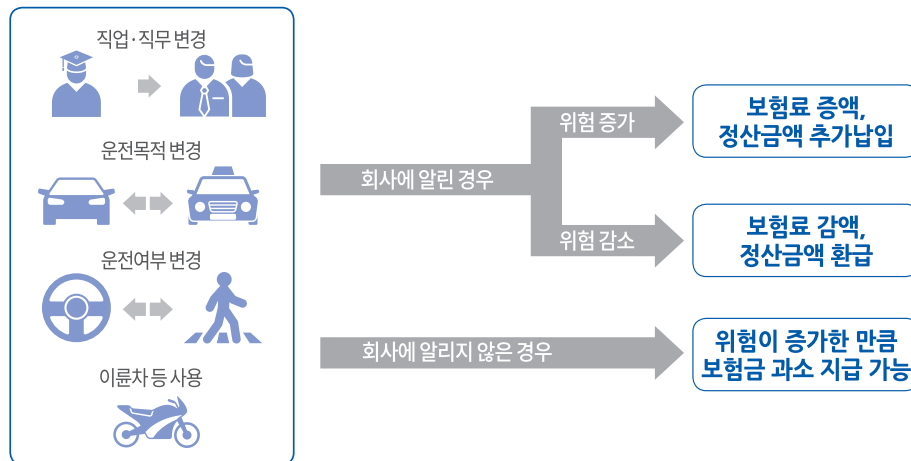 직업·직무 변경
운전목적 변경
운전여부 변경
이륜차 등 사용
회사에 알린 경우
위험 증가
보험료 증액,
정산금액 추가납입
위험 감소
보험료 감액,
정산금액 환급
회사에 알리지 않은 경우
위험이 증가한 만큼
보험금 과소 지급 가능